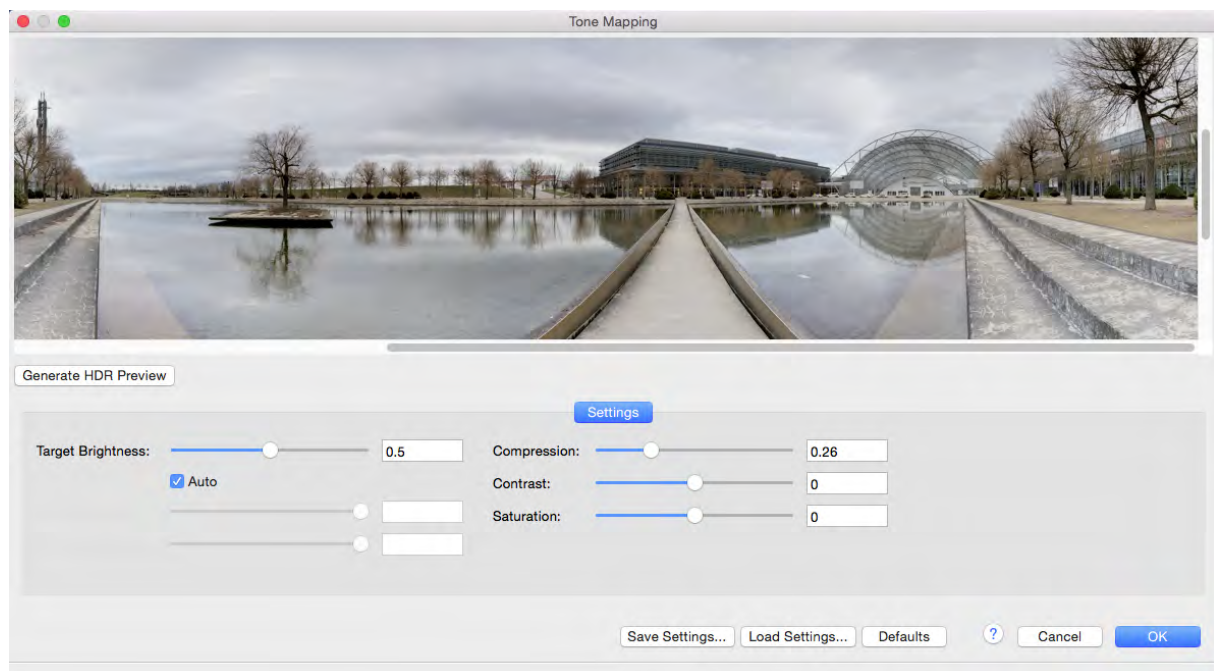 Tone Mapping
Generate HDR Preview
Settings
Target Brightness: 0.5 Compression: 0.26
Auto Contrast: 0
Saturation: 0
Save Settings... Load Settings... Defaults ? Cancel OK